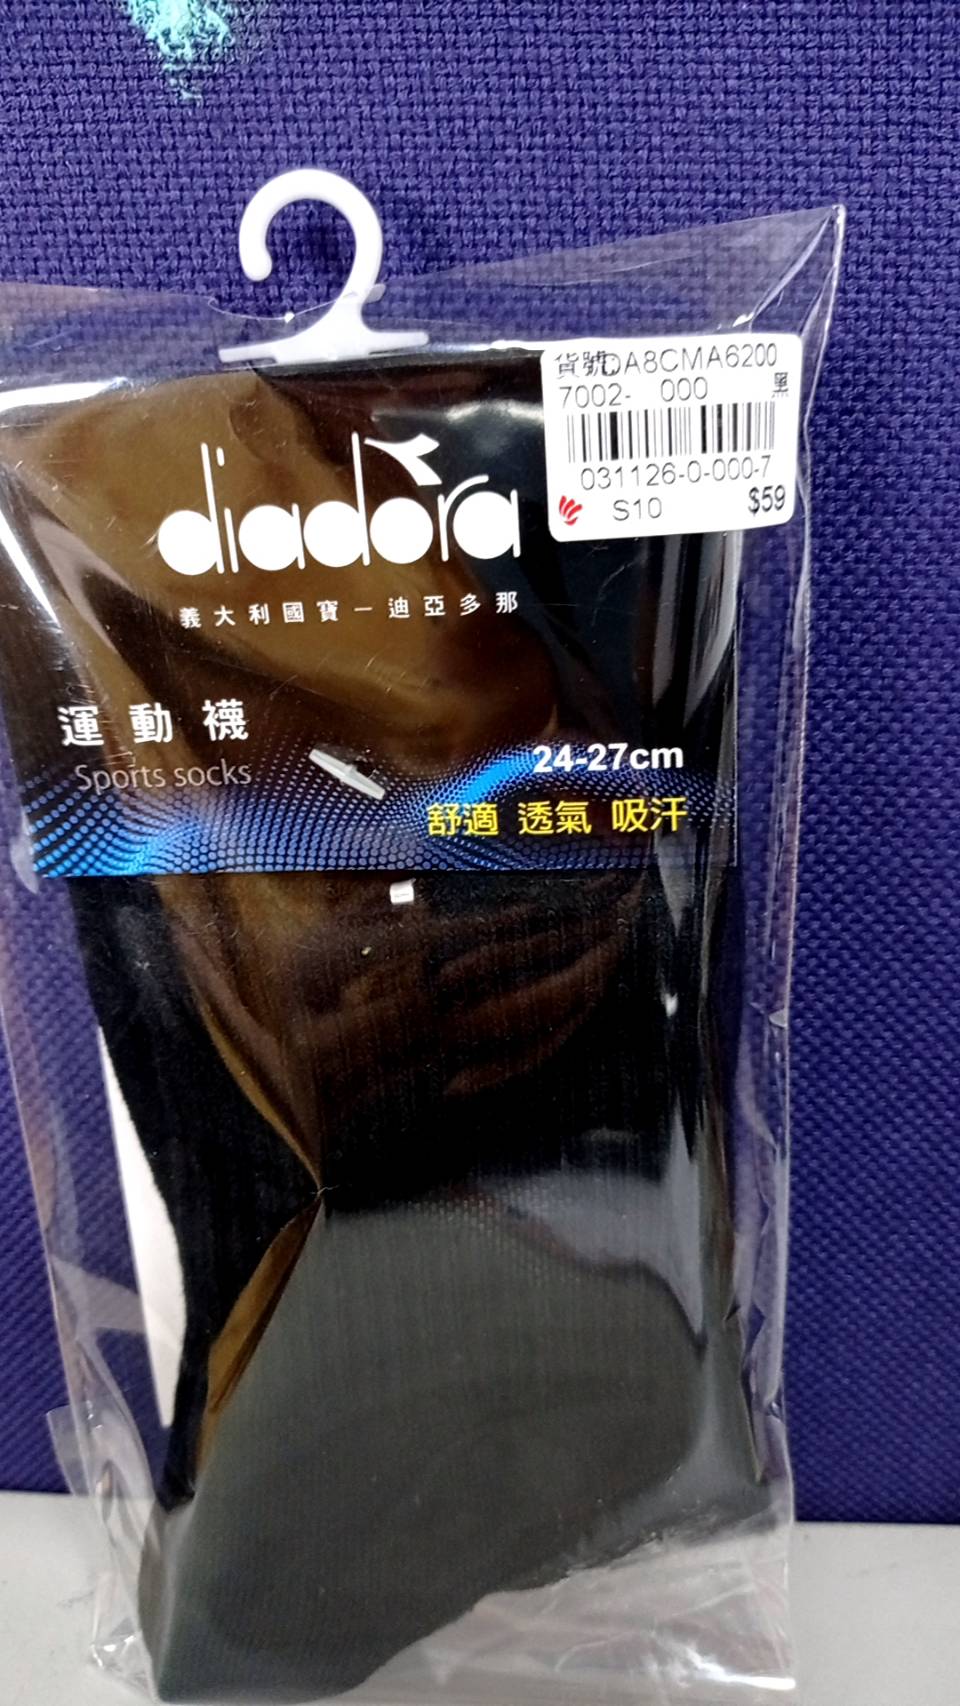 貨號DA8CMA6200
7002- 000 黑
031126-0-000-7
S10 $59
diadora
義大利國寶—迪亞多那
運動襪
Sports socks
24-27cm
舒適 透氣 吸汗